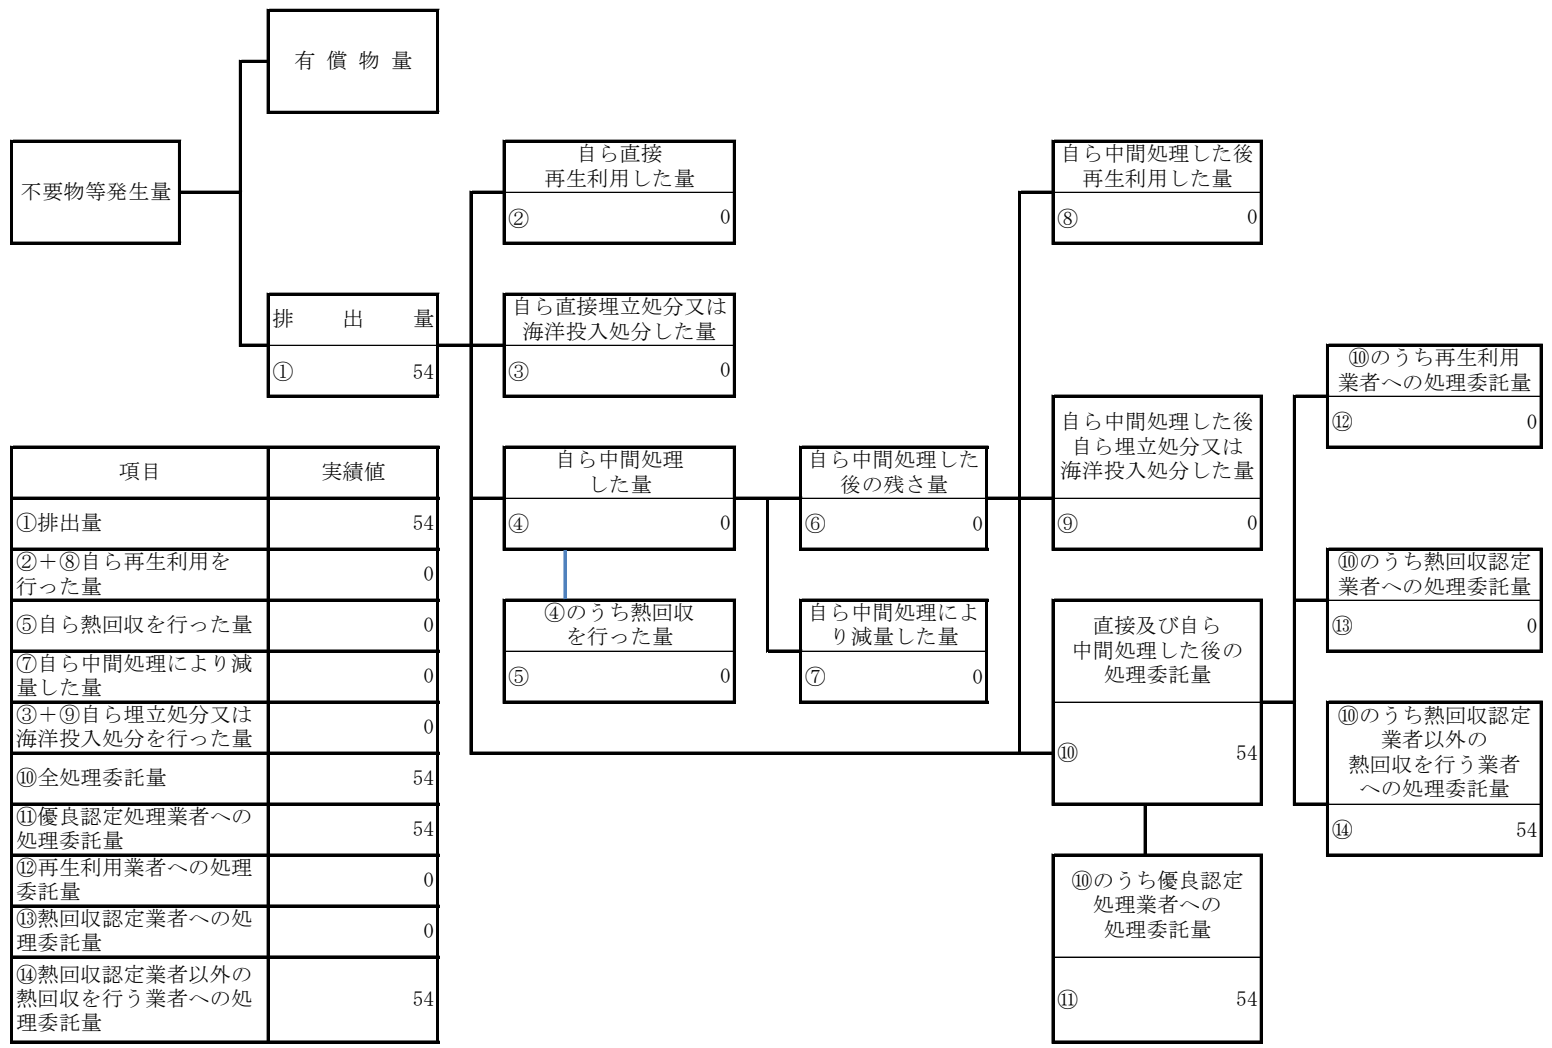 有償物量
不要物等発生量
排出量
① 54
自ら直接
再生利用した量
② 0
自ら直接埋立処分又は
海洋投入処分した量
③ 0
自ら中間処理
した量
④ 0
④のうち熱回収
を行った量
⑤ 0
自ら中間処理した
後の残さ量
⑥ 0
自ら中間処理によ
り減量した量
⑦ 0
自ら中間処理した後
再生利用した量
⑧ 0
自ら中間処理した後
自ら埋立処分又は
海洋投入処分した量
⑨ 0
直接及び自ら
中間処理した後の
処理委託量
⑩ 54
⑩のうち優良認定
処理業者への
処理委託量
⑪ 54
⑩のうち再生利用
業者への処理委託量
⑫ 0
⑩のうち熱回収認定
業者への処理委託量
⑬ 0
⑩のうち熱回収認定
業者以外の
熱回収を行う業者
への処理委託量
⑭ 54
項目 実績値
①排出量 54
②+⑧自ら再生利用を
行った量 0
⑤自ら熱回収を行った量 0
⑦自ら中間処理により減
量した量 0
③+⑨自ら埋立処分又は
海洋投入処分を行った量 0
⑩全処理委託量 54
⑪優良認定処理業者への
処理委託量 54
⑫再生利用業者への処理
委託量 0
⑬熱回収認定業者への処
理委託量 0
⑭熱回収認定業者以外の
熱回収を行う業者への処
理委託量 54